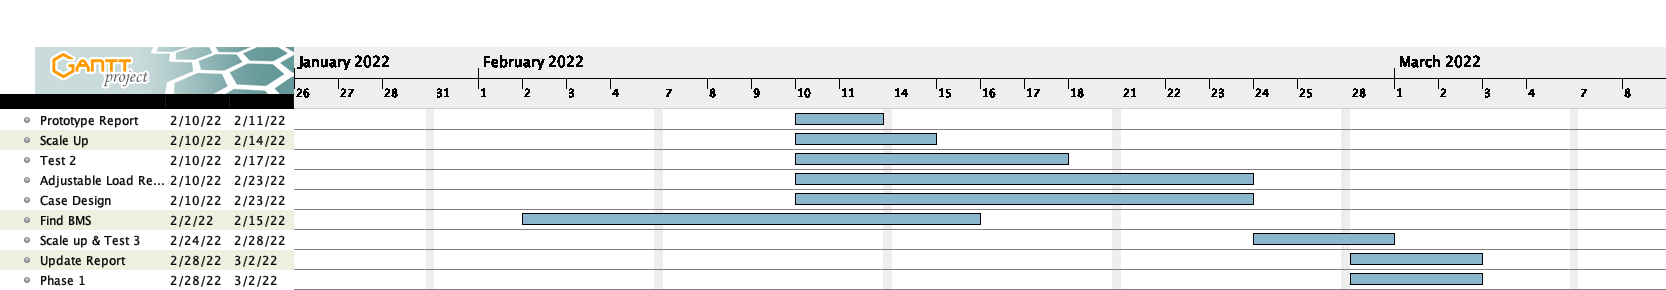 GANTT
project
January 2022 February 2022 March 2022
26 27 28 31 1 2 3 4 7 8 9 10 11 14 15 16 17 18 22 23 24 25 28 1 2 3 4 7 8
Prototype Report 2/10/22 2/11/22
Scale Up 2/10/22 2/14/22
Test 2 2/10/22 2/17/22
Adjustable Load Re... 2/10/22 2/23/22
Case Design 2/10/22 2/23/22
Find BMS 2/2/22 2/15/22
Scale up & Test 3 2/24/22 2/28/22
Update Report 2/28/22 3/2/22
Phase 1 2/28/22 3/2/22